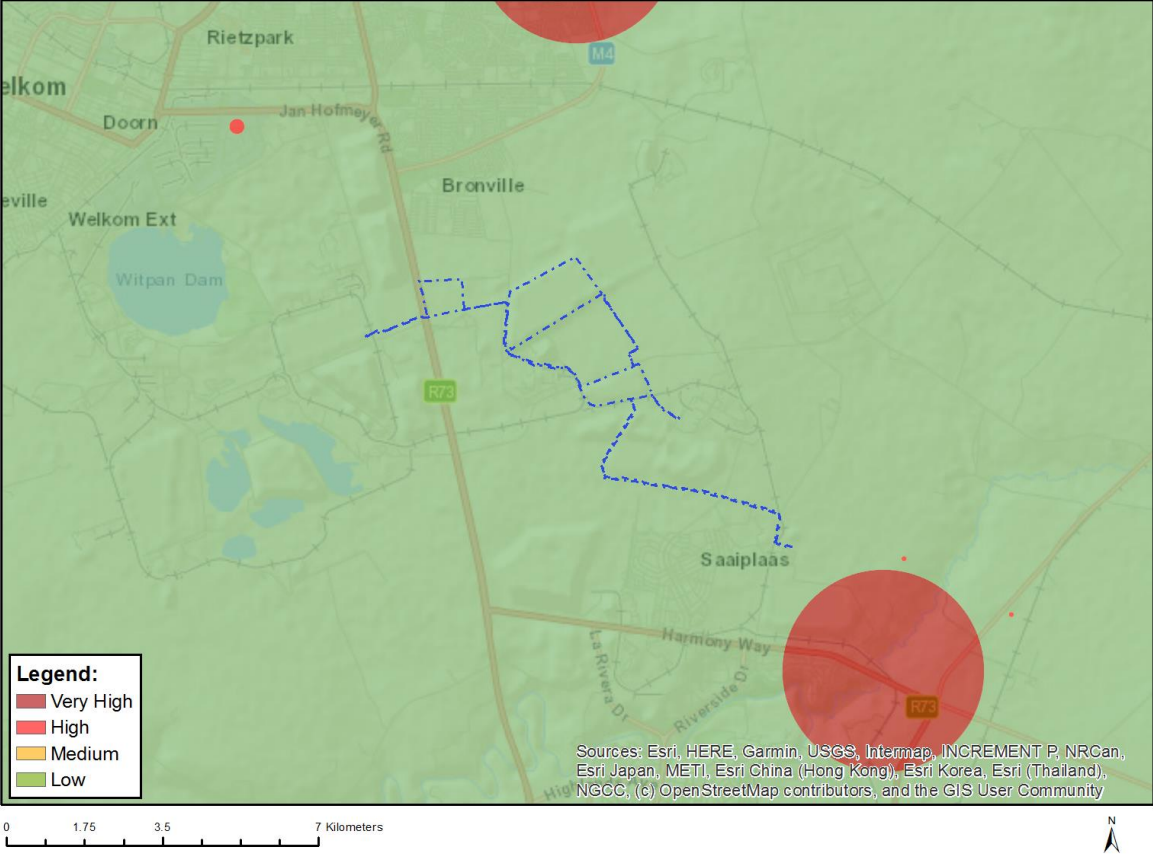 Rietzpark
M4
elkom
Jan Hofmeyer Rd
Doorn
Bronville
eville
Welkom Ext
Witpan Dam
R73
Saaiplaas
Harmony Way
La Rivera Dr
Riverside Dr
R73
Legend:
Very High
High
Medium
Low
Sources: Esri, HERE, Garmin, USGS, Intermap, INCREMENT P, NRCan,
Esri Japan, METI, Esri China (Hong Kong), Esri Korea, Esri (Thailand),
NGCC, (c) OpenStreetMap contributors, and the GIS User Community
0 1.75 3.5 7 Kilometers
N